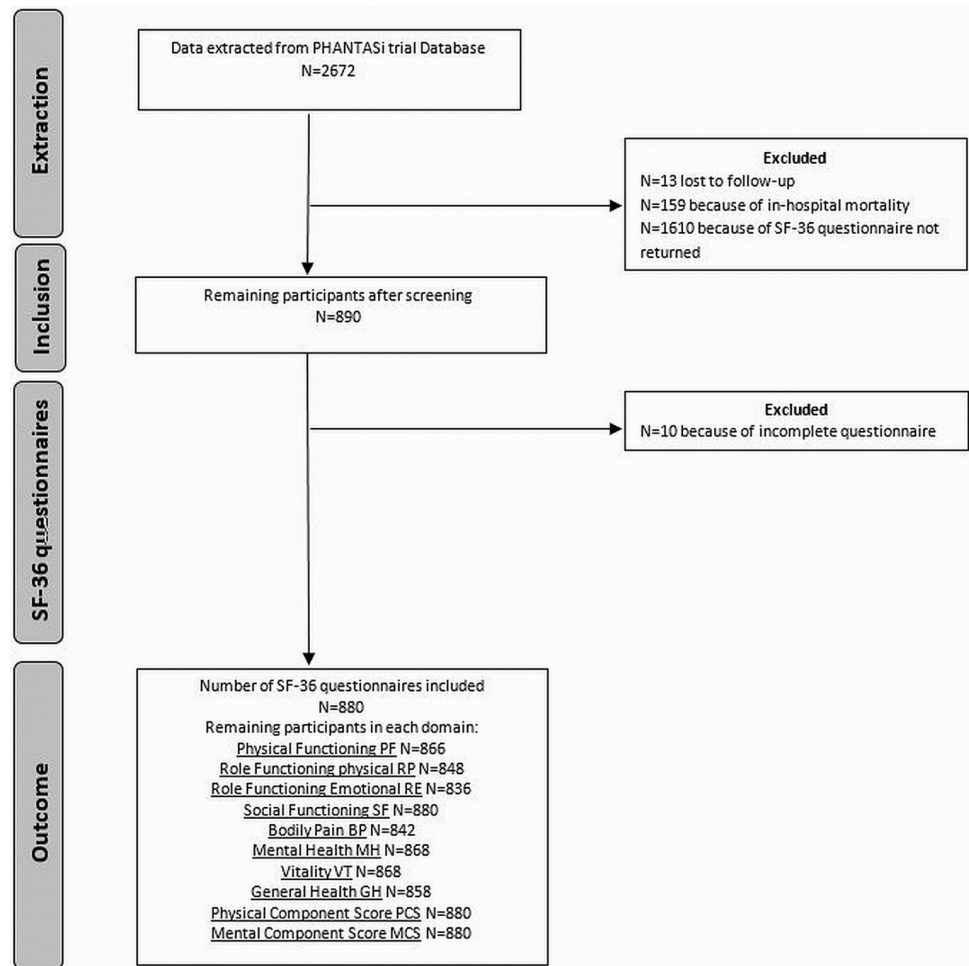 Extraction
Data extracted from PHANTASi trial Database
N=2672
Excluded
N=13 lost to follow-up
N=159 because of in-hospital mortality
N=1610 because of SF-36 questionnaire not
returned
Inclusion
Remaining participants after screening
N=890
SF-36 questionnaires
Excluded
N=10 because of incomplete questionnaire
Outcome
Number of SF-36 questionnaires included
N=880
Remaining participants in each domain:
Physical Functioning PF N=866
Role Functioning physical RP N=848
Role Functioning Emotional RE N=836
Social Functioning SF N=880
Bodily Pain BP N=842
Mental Health MH N=868
Vitality VT N=868
General Health GH N=858
Physical Component Score PCS N=880
Mental Component Score MCS N=880